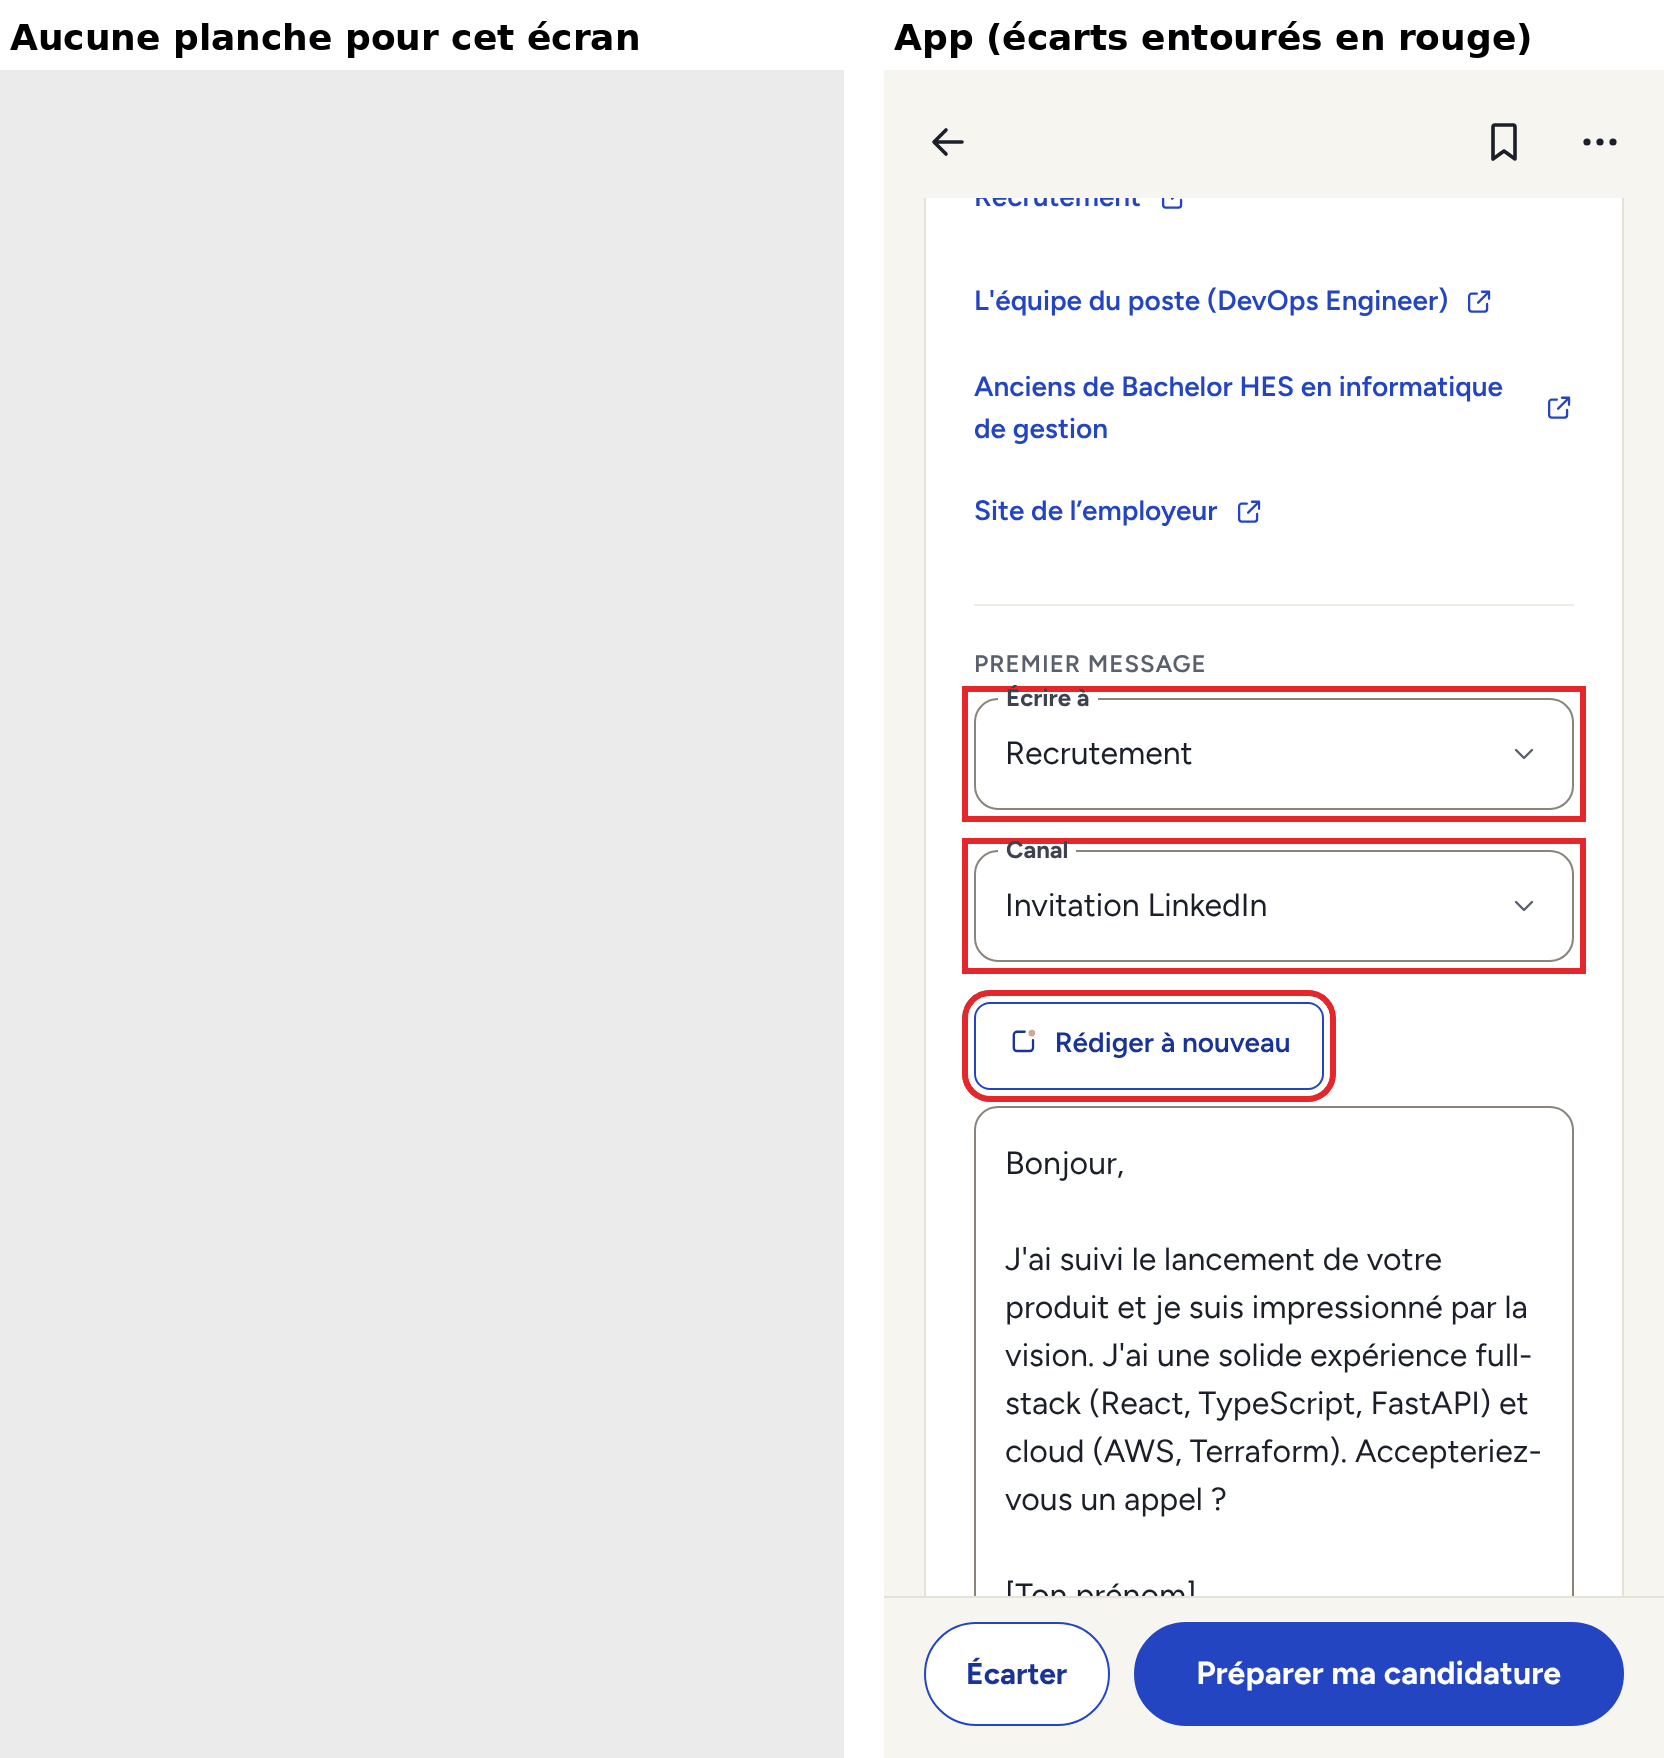 Aucune planche pour cet écran
App (écarts entourés en rouge)
Recrutement
L'équipe du poste (DevOps Engineer)
Anciens de Bachelor HES en informatique
de gestion
Site de l’employeur
PREMIER MESSAGE
Écrire à
Recrutement
Canal
Invitation LinkedIn
Rédiger à nouveau
Bonjour,
J'ai suivi le lancement de votre
produit et je suis impressionné par la
vision. J'ai une solide expérience full-
stack (React, TypeScript, FastAPI) et
cloud (AWS, Terraform). Accepteriez-
vous un appel ?
[Ton prénom]
Écarter
Préparer ma candidature